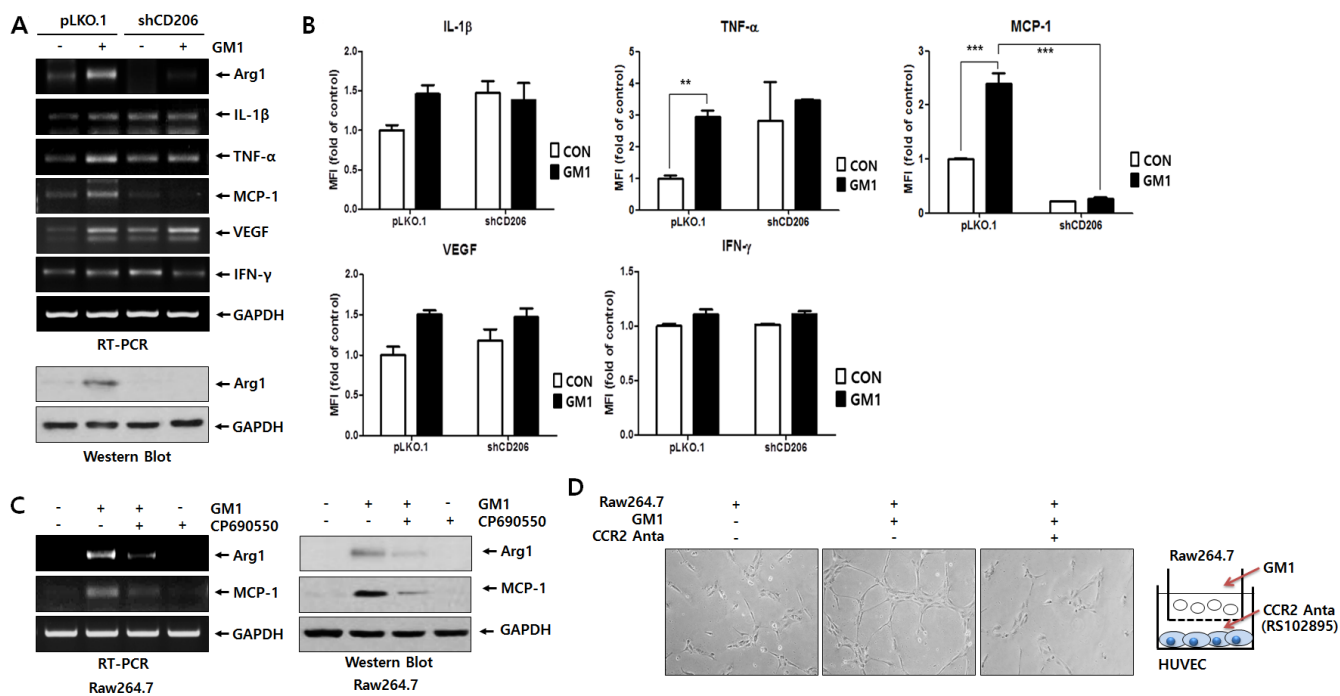 A
pLKO.1 shCD206
- + - + GM1
Arg1
IL-1β
TNF-α
MCP-1
VEGF
IFN-γ
GAPDH
RT-PCR
Arg1
GAPDH
Western Blot
B
IL-1β
MFI (fold of control)
2.0
1.5
1.0
0.5
0.0
pLKO.1 shCD206
CON
GM1
TNF-α
MFI (fold of control)
6
5
4
3
2
1
0
**
pLKO.1 shCD206
CON
GM1
MCP-1
MFI (fold of control)
3
2
1
0
*** ***
pLKO.1 shCD206
CON
GM1
VEGF
MFI (fold of control)
2.0
1.5
1.0
0.5
0.0
pLKO.1 shCD206
CON
GM1
IFN-γ
MFI (fold of control)
1.5
1.0
0.5
0.0
pLKO.1 shCD206
CON
GM1
C
- + + - GM1
- - + + CP690550
Arg1
MCP-1
GAPDH
RT-PCR
Raw264.7
- + + - GM1
- - + + CP690550
Arg1
MCP-1
GAPDH
Western Blot
Raw264.7
D
Raw264.7 + + +
GM1 - + +
CCR2 Anta - - +
Raw264.7
GM1
CCR2 Anta
(RS102895)
HUVEC